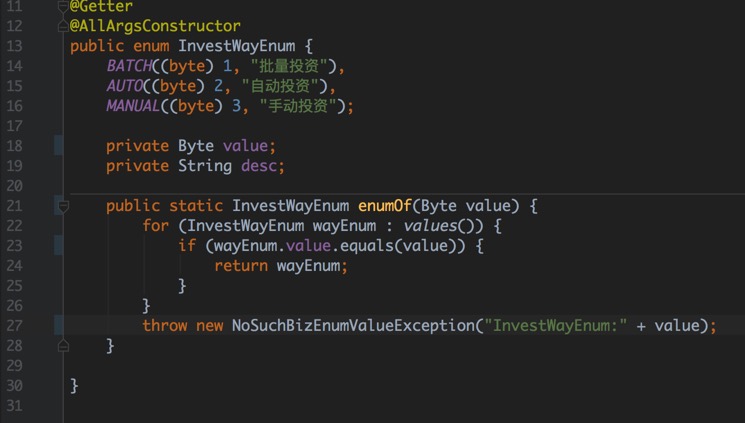 11 @Getter
12 @AllArgsConstructor
13 public enum InvestWayEnum {
14 BATCH((byte) 1, "批量投资"),
15 AUTO((byte) 2, "自动投资"),
16 MANUAL((byte) 3, "手动投资");
17
18 private Byte value;
19 private String desc;
20
21 public static InvestWayEnum enumOf(Byte value) {
22 for (InvestWayEnum wayEnum : values()) {
23 if (wayEnum.value.equals(value)) {
24 return wayEnum;
25 }
26 }
27 throw new NoSuchBizEnumValueException("InvestWayEnum:" + value);
28 }
29
30 }
31